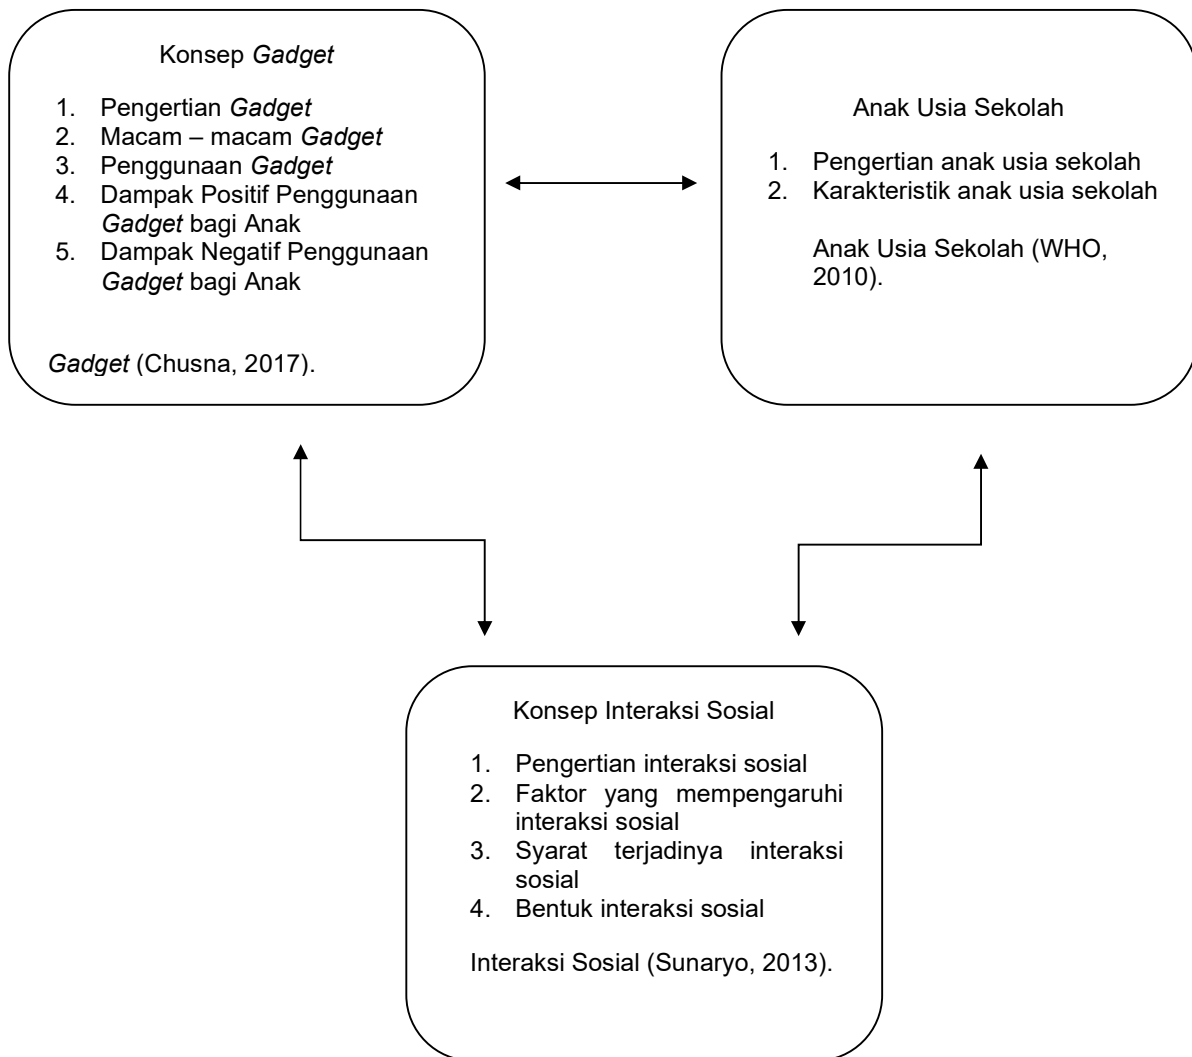 Konsep Gadget
1. Pengertian Gadget
2. Macam – macam Gadget
3. Penggunaan Gadget
4. Dampak Positif Penggunaan
Gadget bagi Anak
5. Dampak Negatif Penggunaan
Gadget bagi Anak
Gadget (Chusna, 2017).
Anak Usia Sekolah
1. Pengertian anak usia sekolah
2. Karakteristik anak usia sekolah
Anak Usia Sekolah (WHO,
2010).
Konsep Interaksi Sosial
1. Pengertian interaksi sosial
2. Faktor yang mempengaruhi
interaksi sosial
3. Syarat terjadinya interaksi
sosial
4. Bentuk interaksi sosial
Interaksi Sosial (Sunaryo, 2013).